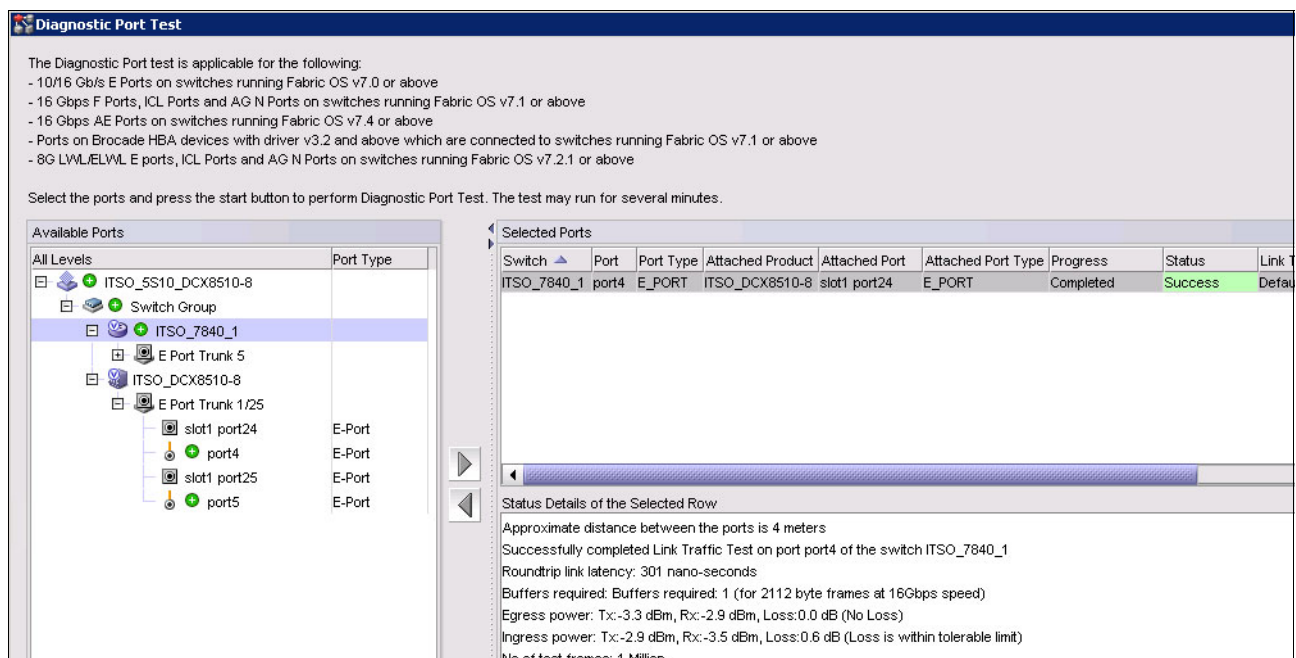 Diagnostic Port Test
The Diagnostic Port test is applicable for the following:
- 10/16 Gb/s E Ports on switches running Fabric OS v7.0 or above
- 16 Gbps F Ports, ICL Ports and AG N Ports on switches running Fabric OS v7.1 or above
- 16 Gbps AE Ports on switches running Fabric OS v7.4 or above
- Ports on Brocade HBA devices with driver v3.2 and above which are connected to switches running Fabric OS v7.1 or above
- 8G LWL/ELWL E ports, ICL Ports and AG N Ports on switches running Fabric OS v7.2.1 or above
Select the ports and press the start button to perform Diagnostic Port Test. The test may run for several minutes.
Available Ports
All Levels Port Type
ITSO_5S10_DCX8510-8
Switch Group
ITSO_7840_1
E Port Trunk 5
ITSO_DCX8510-8
E Port Trunk 1/25
slot1 port24 E-Port
port4 E-Port
slot1 port25 E-Port
port5 E-Port
Selected Ports
Switch Port Port Type Attached Product Attached Port Attached Port Type Progress Status Link T
ITSO_7840_1 port4 E_PORT ITSO_DCX8510-8 slot1 port24 E_PORT Completed Success Defau
Status Details of the Selected Row
Approximate distance between the ports is 4 meters
Successfully completed Link Traffic Test on port port4 of the switch ITSO_7840_1
Roundtrip link latency: 301 nano-seconds
Buffers required: Buffers required: 1 (for 2112 byte frames at 16Gbps speed)
Egress power: Tx:-3.3 dBm, Rx:-2.9 dBm, Loss:0.0 dB (No Loss)
Ingress power: Tx:-2.9 dBm, Rx:-3.5 dBm, Loss:0.6 dB (Loss is within tolerable limit)
No of test frames: 1 Million